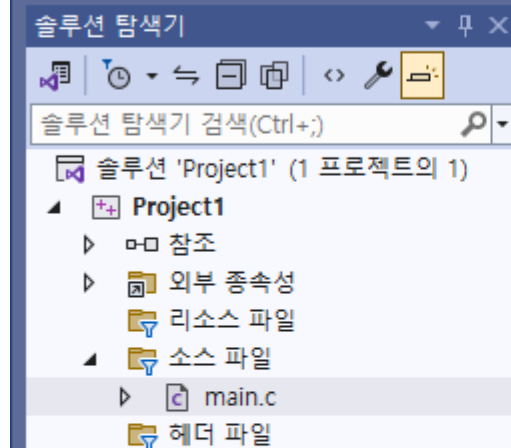 솔루션 탐색기
솔루션 탐색기 검색(Ctrl+;)
솔루션 'Project1' (1 프로젝트의 1)
Project1
참조
외부 종속성
리소스 파일
소스 파일
main.c
헤더 파일